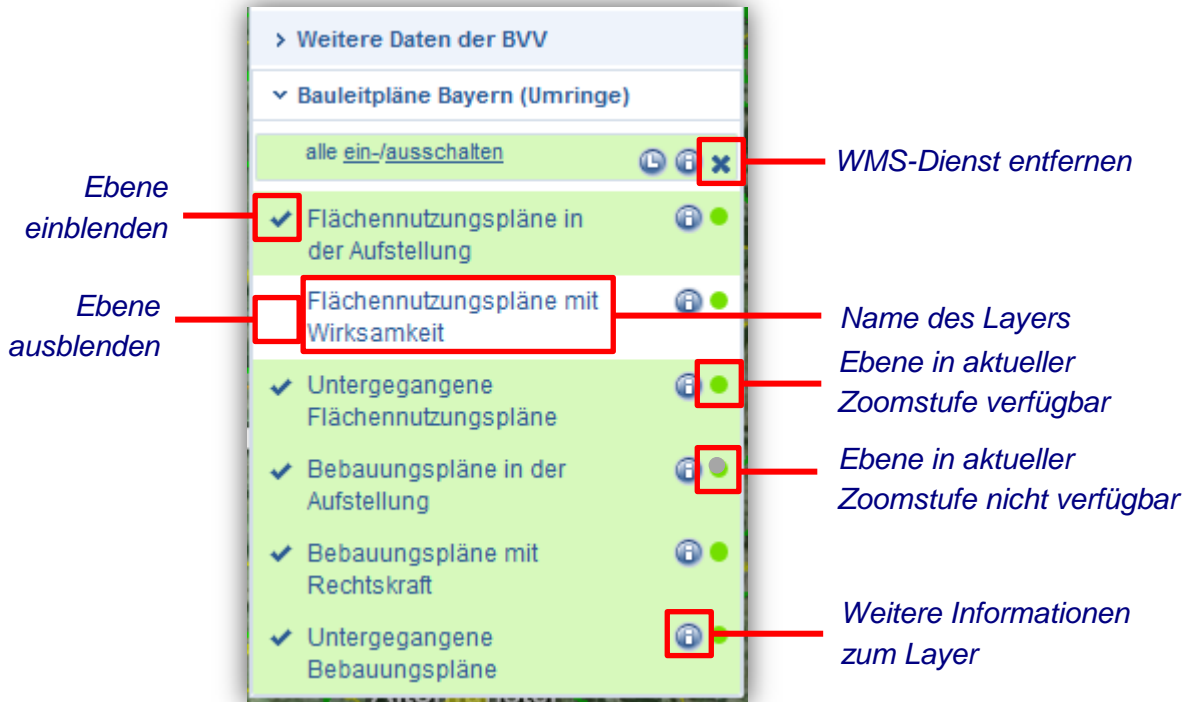 Weitere Daten der BVV
Bauleitpläne Bayern (Umringe)
alle ein-/ausschalten
WMS-Dienst entfernen
Ebene
einblenden
Flächennutzungspläne in
der Aufstellung
Ebene
ausblenden
Flächennutzungspläne mit
Wirksamkeit
Name des Layers
Untergegangene
Flächennutzungspläne
Ebene in aktueller
Zoomstufe verfügbar
Bebauungspläne in der
Aufstellung
Ebene in aktueller
Zoomstufe nicht verfügbar
Bebauungspläne mit
Rechtskraft
Untergegangene
Bebauungspläne
Weitere Informationen
zum Layer